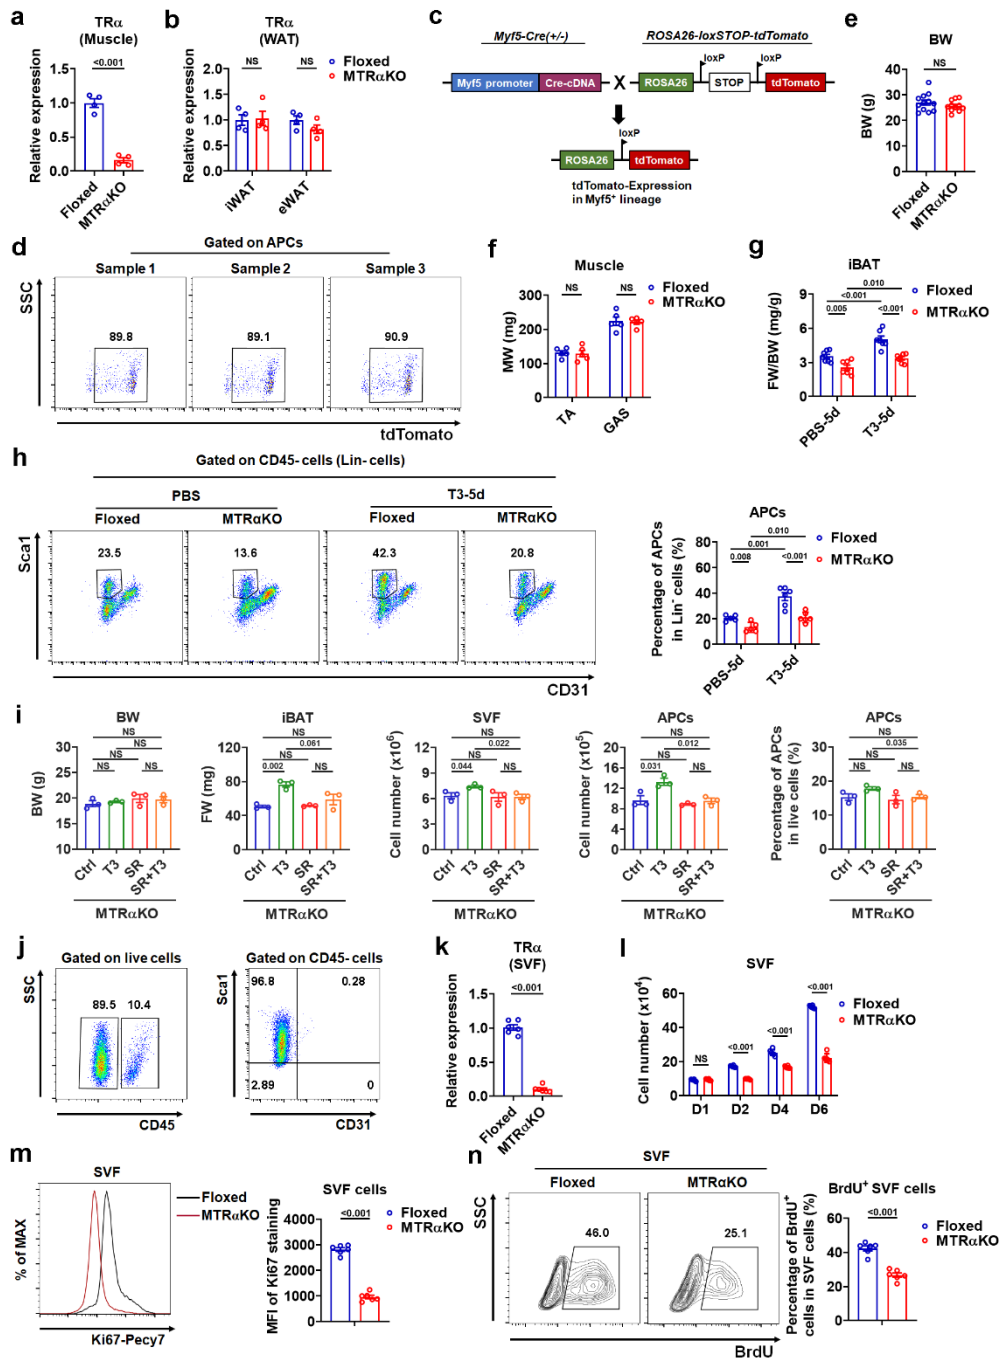 a
TRα
(Muscle)
<0.001
Relative expression
1.5
1.0
0.5
0.0
Floxed
MTRαKO
b
TRα
(WAT)
NS
NS
Floxed
MTRαKO
Relative expression
2.0
1.5
1.0
0.5
0.0
iWAT
eWAT
c
Myf5-Cre(+/-)
ROSA26-loxSTOP-tdTomato
loxP
loxP
Myf5 promoter
Cre-cDNA
X
ROSA26
STOP
tdTomato
loxP
ROSA26
tdTomato
tdTomato-Expression
in Myf5+ lineage
e
BW
NS
BW (g)
40
30
20
10
0
Floxed
MTRαKO
d
Gated on APCs
Sample 1
Sample 2
Sample 3
SSC
89.8
89.1
90.9
tdTomato
f
Muscle
Floxed
MTRαKO
NS
NS
MW (mg)
300
200
100
0
TA
GAS
g
iBAT
Floxed
MTRαKO
0.010
<0.001
0.005
<0.001
FW/BW (mg/g)
9
6
3
0
PBS-5d
T3-5d
h
Gated on CD45- cells (Lin- cells)
PBS
T3-5d
Floxed
MTRαKO
Floxed
MTRαKO
Sca1
23.5
13.6
42.3
20.8
CD31
APCs
Floxed
MTRαKO
0.010
0.001
0.008
<0.001
Percentage of APCs
in Lin- cells (%)
80
60
40
20
0
PBS-5d
T3-5d
i
BW
NS
NS
NS
NS
NS
BW (g)
30
25
20
15
10
Ctrl
T3
SR
SR+T3
MTRαKO
iBAT
NS
0.061
NS
0.002
NS
FW (mg)
120
80
40
0
Ctrl
T3
SR
SR+T3
MTRαKO
SVF
NS
0.022
NS
0.044
NS
Cell number (x10^6)
12
9
6
3
0
Ctrl
T3
SR
SR+T3
MTRαKO
APCs
NS
0.012
NS
0.031
NS
Cell number (x10^5)
20
16
12
8
4
0
Ctrl
T3
SR
SR+T3
MTRαKO
APCs
NS
0.035
NS
NS
NS
Percentage of APCs
in live cells (%)
30
20
10
0
Ctrl
T3
SR
SR+T3
MTRαKO
j
Gated on live cells
SSC
89.5
10.4
CD45
Gated on CD45- cells
Sca1
96.8
0.28
2.89
0
CD31
k
TRα
(SVF)
<0.001
Relative expression
1.5
1.0
0.5
0.0
Floxed
MTRαKO
l
SVF
Floxed
MTRαKO
NS
<0.001
<0.001
<0.001
Cell number (x10^4)
60
40
20
0
D1
D2
D4
D6
m
SVF
Floxed
MTRαKO
% of MAX
Ki67-Pecy7
SVF cells
Floxed
MTRαKO
<0.001
MFI of Ki67 staining
4000
3000
2000
1000
0
n
SVF
Floxed
MTRαKO
SSC
46.0
25.1
BrdU
BrdU+ SVF cells
<0.001
Floxed
MTRαKO
Percentage of BrdU+
cells in SVF cells (%)
60
40
20
0